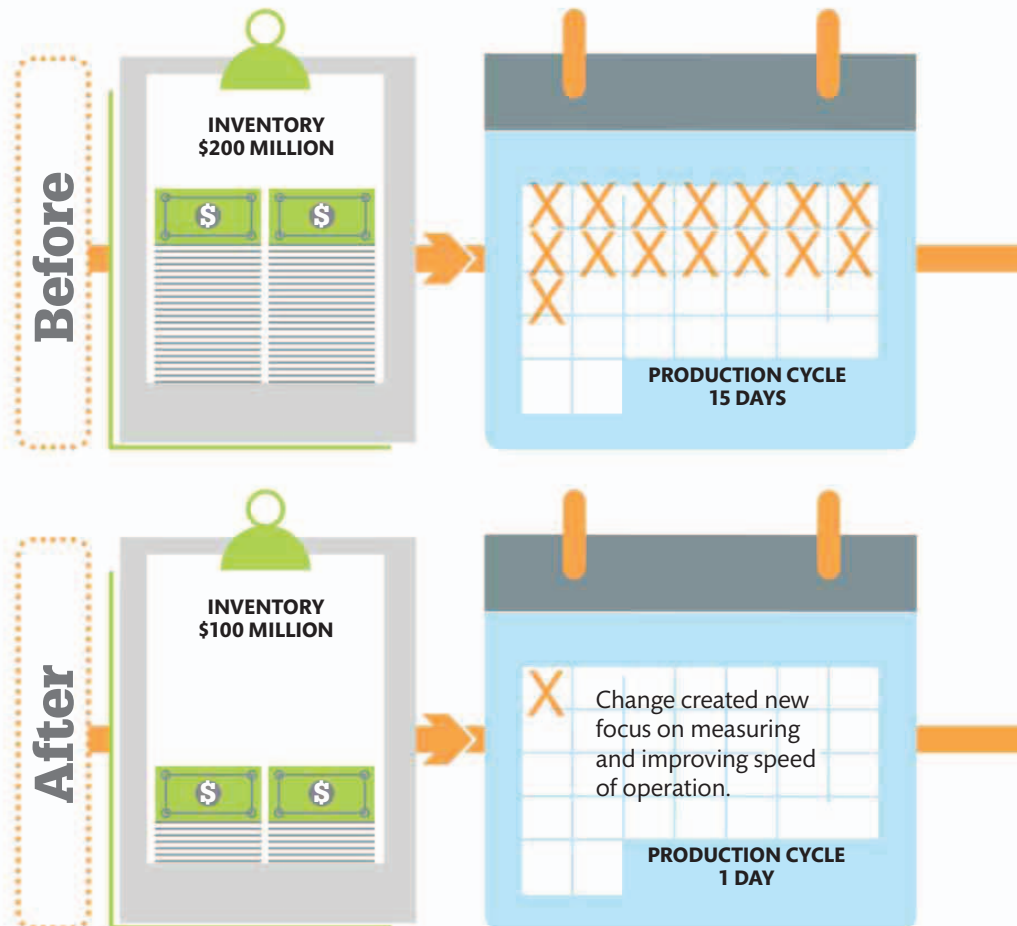 Before
INVENTORY
$200 MILLION
$ $
X X X X X X X
X X X X X X X
X
PRODUCTION CYCLE
15 DAYS
After
INVENTORY
$100 MILLION
$ $
X
Change created new
focus on measuring
and improving speed
of operation.
PRODUCTION CYCLE
1 DAY